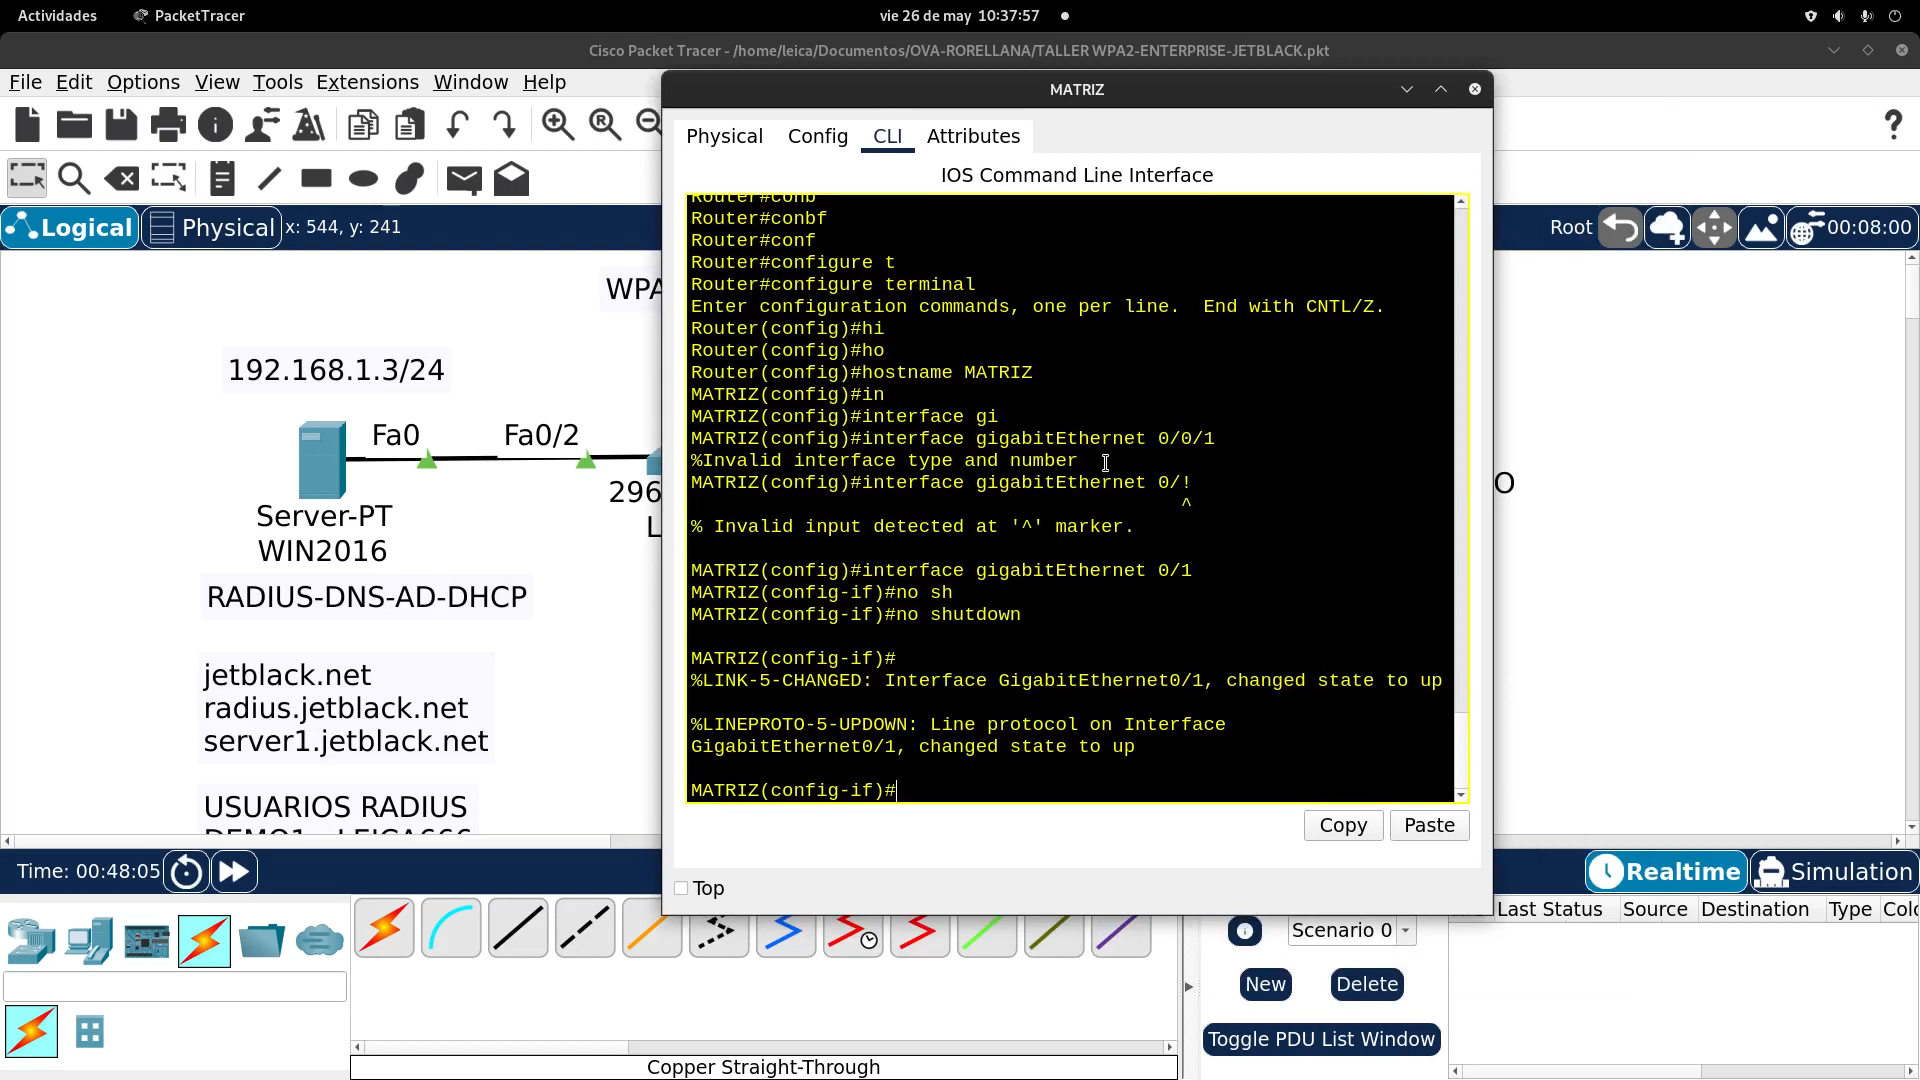 Actividades
PacketTracer
vie 26 de may 10:37:57
Cisco Packet Tracer - /home/leica/Documentos/OVA-RORELLANA/TALLER WPA2-ENTERPRISE-JETBLACK.pkt
File Edit Options View Tools Extensions Window Help
MATRIZ
Physical Config CLI Attributes
IOS Command Line Interface
Logical
Physical
x: 544, y: 241
Root
00:08:00
WPA
192.168.1.3/24
Fa0
Fa0/2
296
L
Server-PT
WIN2016
RADIUS-DNS-AD-DHCP
jetblack.net
radius.jetblack.net
server1.jetblack.net
USUARIOS RADIUS
DEMO1 - LEICA666
O
Router#conb
Router#conbf
Router#conf
Router#configure t
Router#configure terminal
Enter configuration commands, one per line.  End with CNTL/Z.
Router(config)#hi
Router(config)#ho
Router(config)#hostname MATRIZ
MATRIZ(config)#in
MATRIZ(config)#interface gi
MATRIZ(config)#interface gigabitEthernet 0/0/1
%Invalid interface type and number
MATRIZ(config)#interface gigabitEthernet 0/!
^
% Invalid input detected at '^' marker.
MATRIZ(config)#interface gigabitEthernet 0/1
MATRIZ(config-if)#no sh
MATRIZ(config-if)#no shutdown
MATRIZ(config-if)#
%LINK-5-CHANGED: Interface GigabitEthernet0/1, changed state to up
%LINEPROTO-5-UPDOWN: Line protocol on Interface
GigabitEthernet0/1, changed state to up
MATRIZ(config-if)#
Copy
Paste
Top
Time: 00:48:05
Realtime
Simulation
Scenario 0
New
Delete
Toggle PDU List Window
Last Status Source Destination Type
Copper Straight-Through